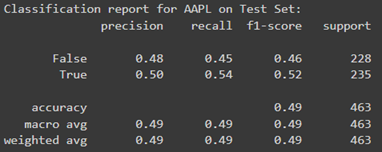 Classification report for AAPL on Test Set:
precision recall f1-score support
False 0.48 0.45 0.46 228
True 0.50 0.54 0.52 235
accuracy 0.49 463
macro avg 0.49 0.49 0.49 463
weighted avg 0.49 0.49 0.49 463